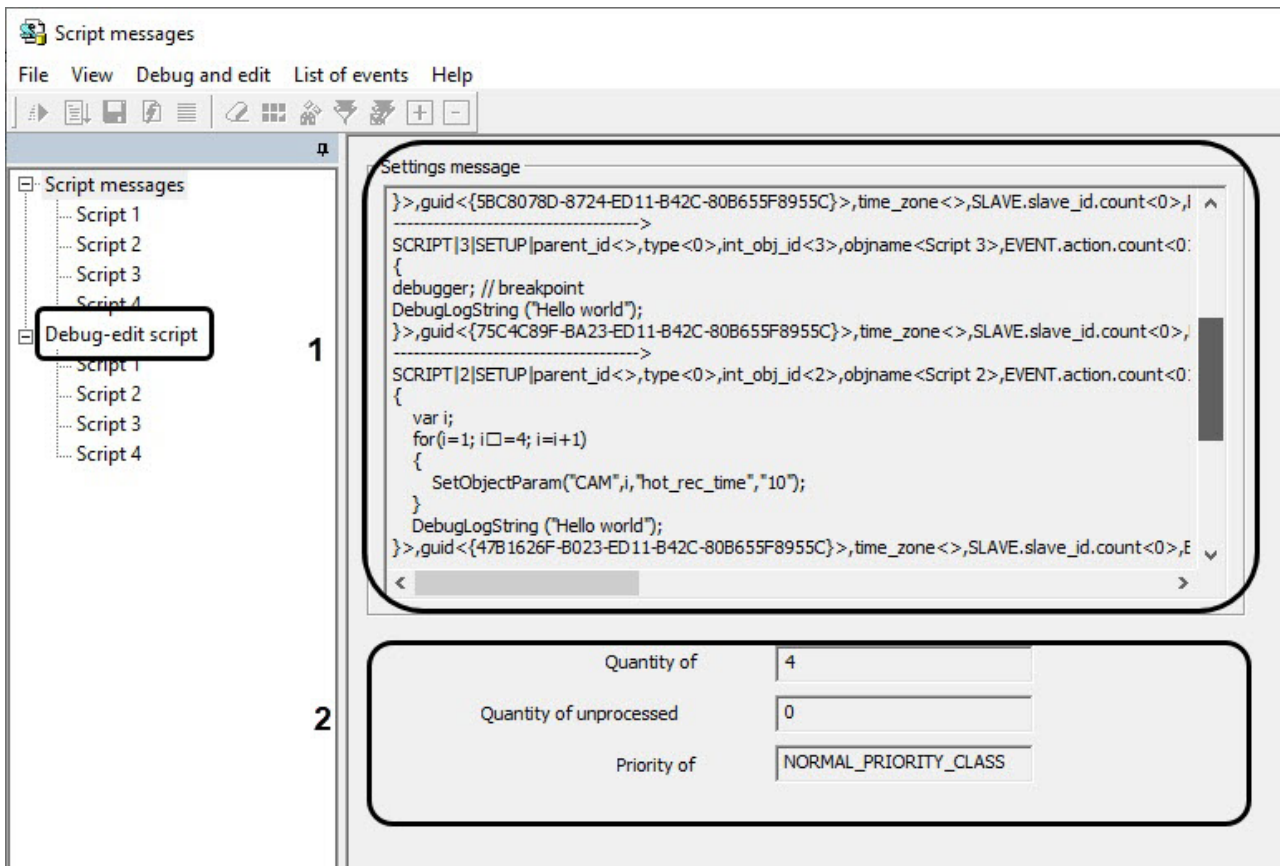 Script messages
File View Debug and edit List of events Help
Script messages
Script 1
Script 2
Script 3
Script 4
Debug-edit script
Script 1
Script 2
Script 3
Script 4
1
Settings message
}>,guid<{5BC8078D-8724-ED11-B42C-80B655F8955C}>,time_zone<>,SLAVE.slave_id.count<0>,
------------------------------------->
SCRIPT|3|SETUP|parent_id<>,type<0>,int_obj_id<3>,objname<Script 3>,EVENT.action.count<0
{
debugger; // breakpoint
DebugLogString ("Hello world");
}>,guid<{75C4C89F-BA23-ED11-B42C-80B655F8955C}>,time_zone<>,SLAVE.slave_id.count<0>,
------------------------------------->
SCRIPT|2|SETUP|parent_id<>,type<0>,int_obj_id<2>,objname<Script 2>,EVENT.action.count<0
{
var i;
for(i=1; i□=4; i=i+1)
{
SetObjectParam("CAM",i,"hot_rec_time","10");
}
DebugLogString ("Hello world");
}>,guid<{47B1626F-B023-ED11-B42C-80B655F8955C}>,time_zone<>,SLAVE.slave_id.count<0>,E
2
Quantity of 4
Quantity of unprocessed 0
Priority of NORMAL_PRIORITY_CLASS